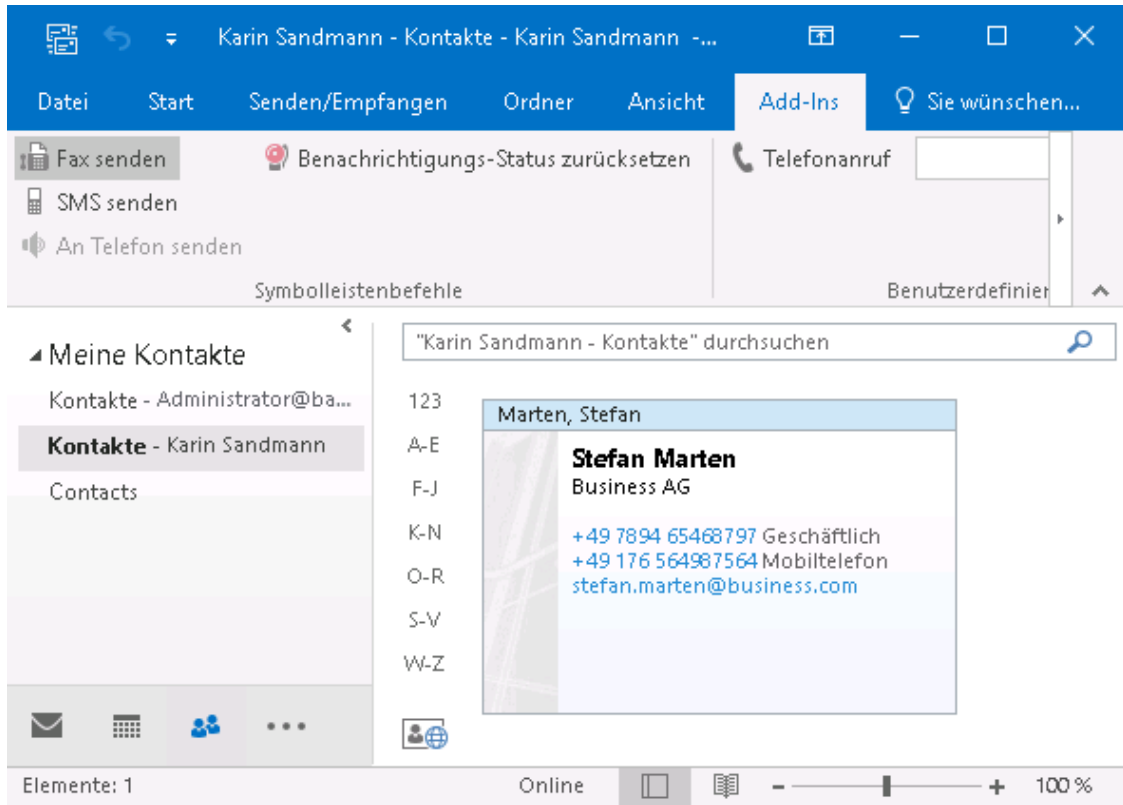 Karin Sandmann - Kontakte - Karin Sandmann -...
Datei Start Senden/Empfangen Ordner Ansicht Add-Ins Sie wünschen...
Fax senden Benachrichtigungs-Status zurücksetzen Telefonanruf
SMS senden
An Telefon senden
Symbolleistenbefehle Benutzerdefinier
Meine Kontakte
Kontakte - Administrator@ba...
Kontakte - Karin Sandmann
Contacts
"Karin Sandmann - Kontakte" durchsuchen
123
A-E
F-J
K-N
O-R
S-V
W-Z
Marten, Stefan
Stefan Marten
Business AG
+49 7894 65468797 Geschäftlich
+49 176 564987564 Mobiltelefon
stefan.marten@business.com
Elemente: 1 Online 100 %